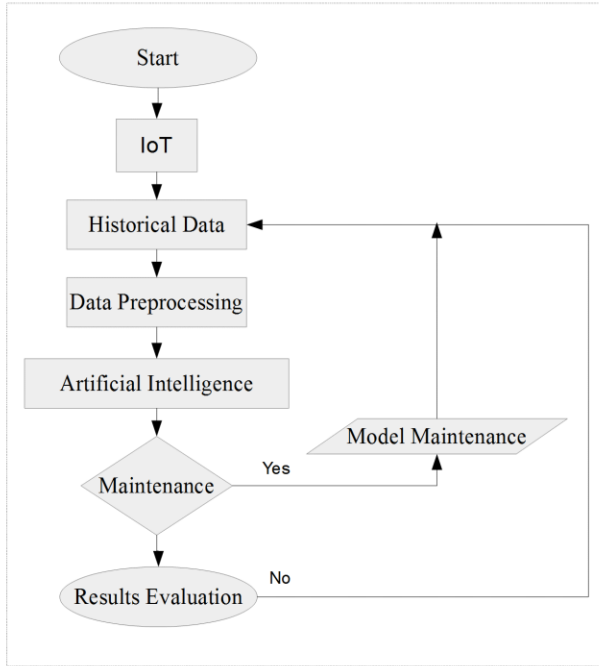 Start
IoT
Historical Data
Data Preprocessing
Artificial Intelligence
Model Maintenance
Yes
Maintenance
No
Results Evaluation